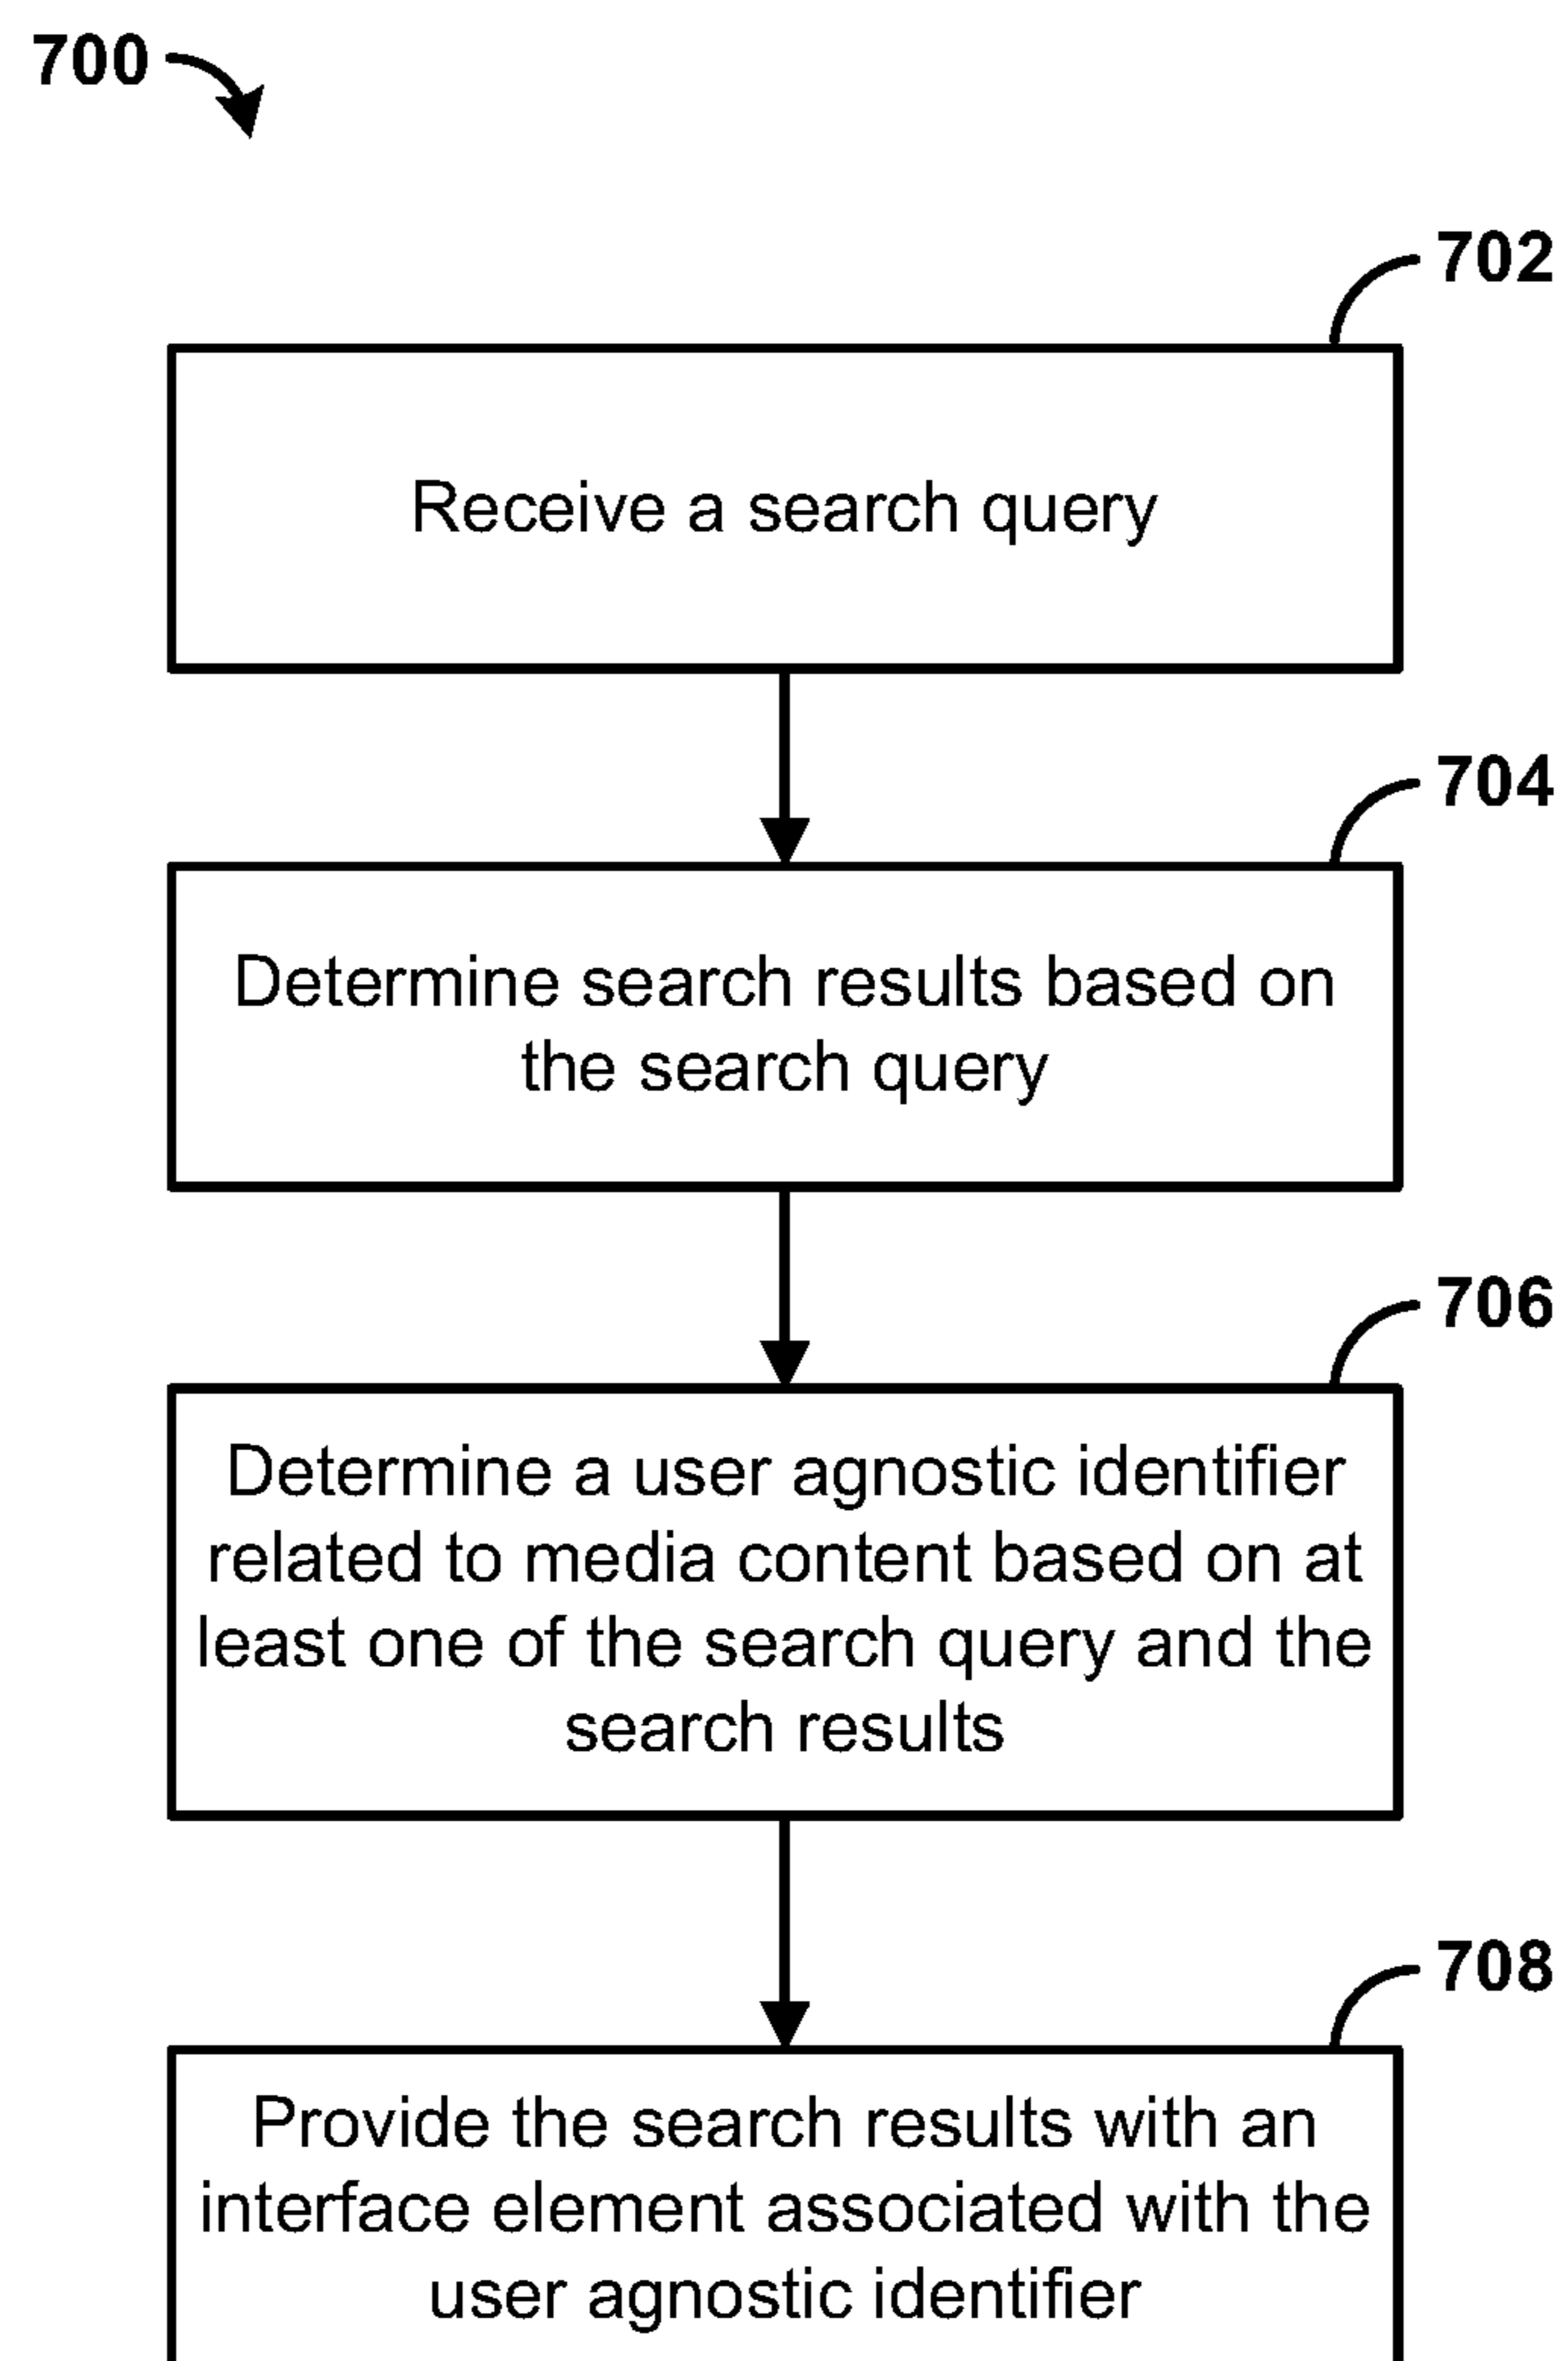 700
702
Receive a search query
704
Determine search results based on
the search query
706
Determine a user agnostic identifier
related to media content based on at
least one of the search query and the
search results
708
Provide the search results with an
interface element associated with the
user agnostic identifier